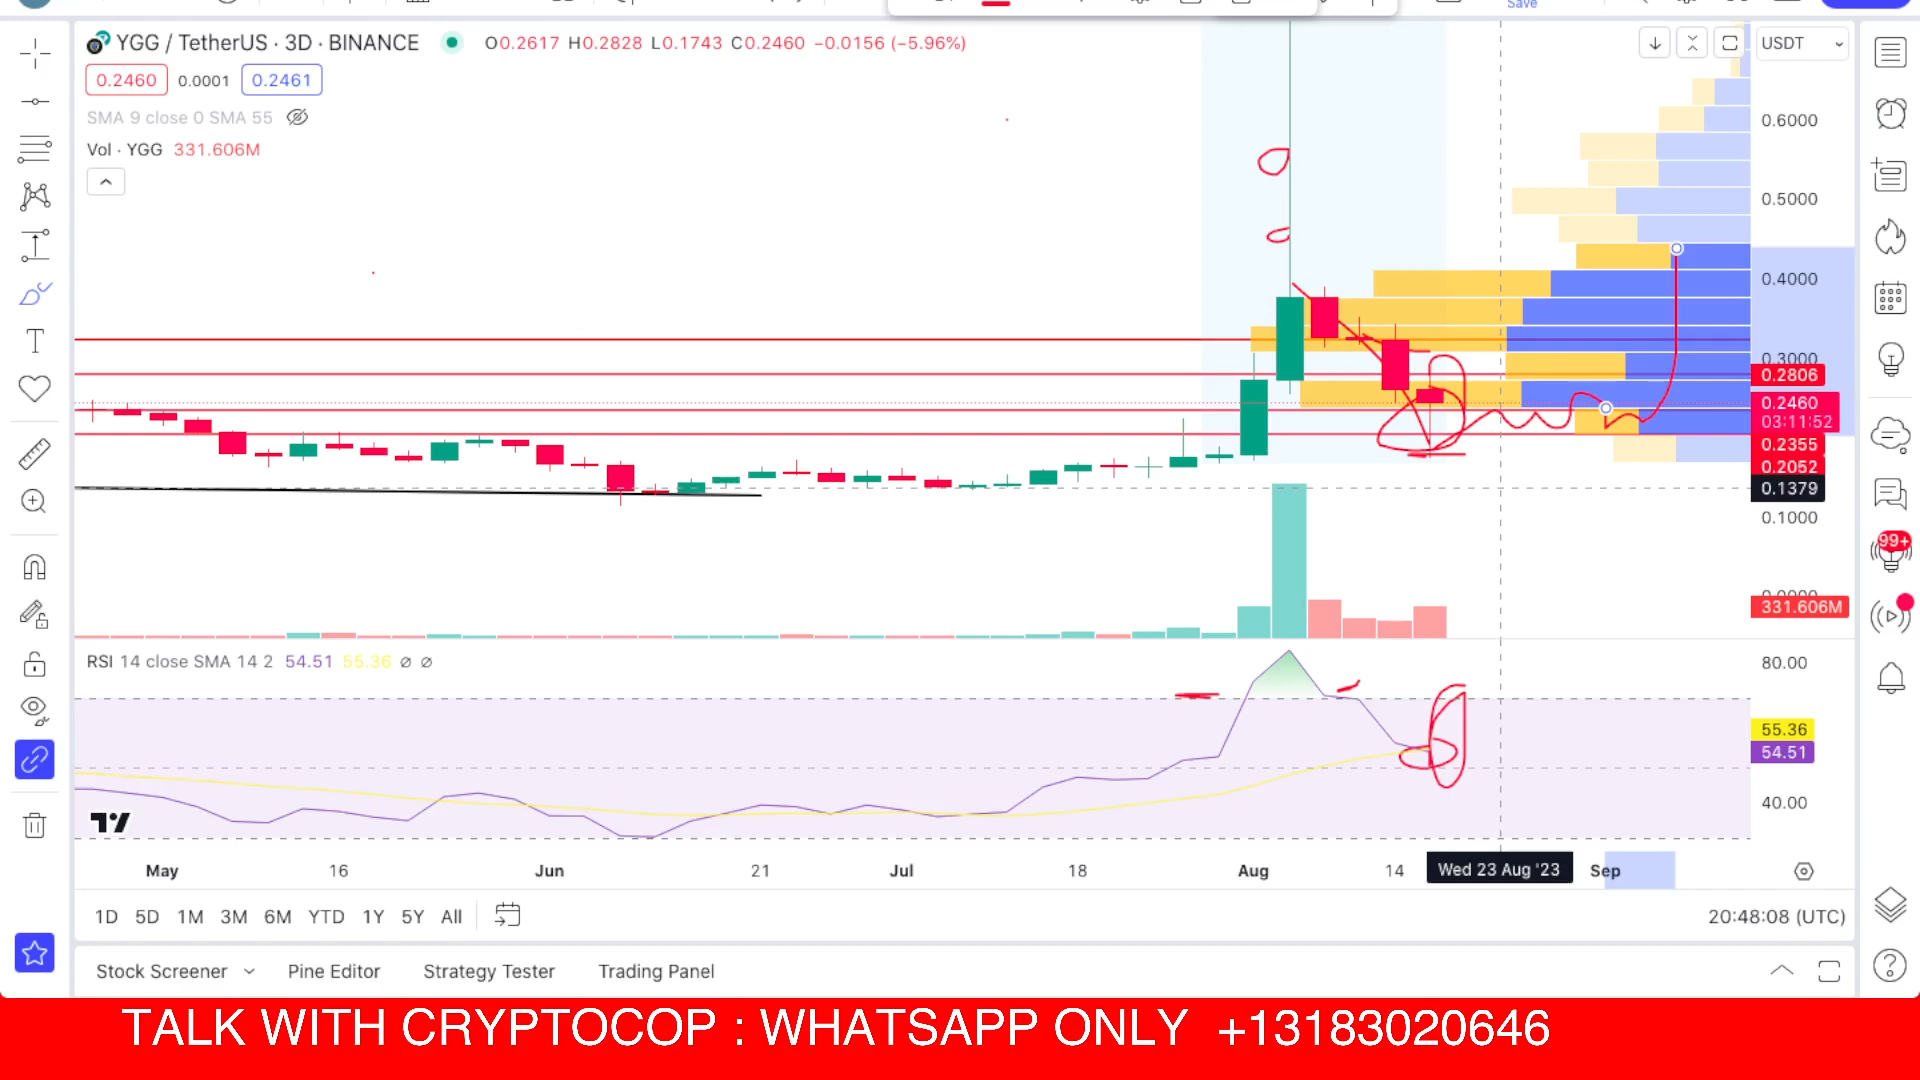 Save
YGG / TetherUS · 3D · BINANCE O0.2617 H0.2828 L0.1743 C0.2460 −0.0156 (−5.96%)
USDT
0.2460 0.0001 0.2461
SMA 9 close 0 SMA 55
Vol · YGG 331.606M
0.6000
0.5000
0.4000
0.3000
0.2806
0.2460
03:11:52
0.2355
0.2052
0.1379
0.1000
99+
331.606M
RSI 14 close SMA 14 2 54.51 55.36 ∅ ∅
80.00
55.36
54.51
40.00
May 16 Jun 21 Jul 18 Aug 14 Wed 23 Aug '23 Sep
1D 5D 1M 3M 6M YTD 1Y 5Y All 20:48:08 (UTC)
Stock Screener Pine Editor Strategy Tester Trading Panel
TALK WITH CRYPTOCOP : WHATSAPP ONLY +13183020646